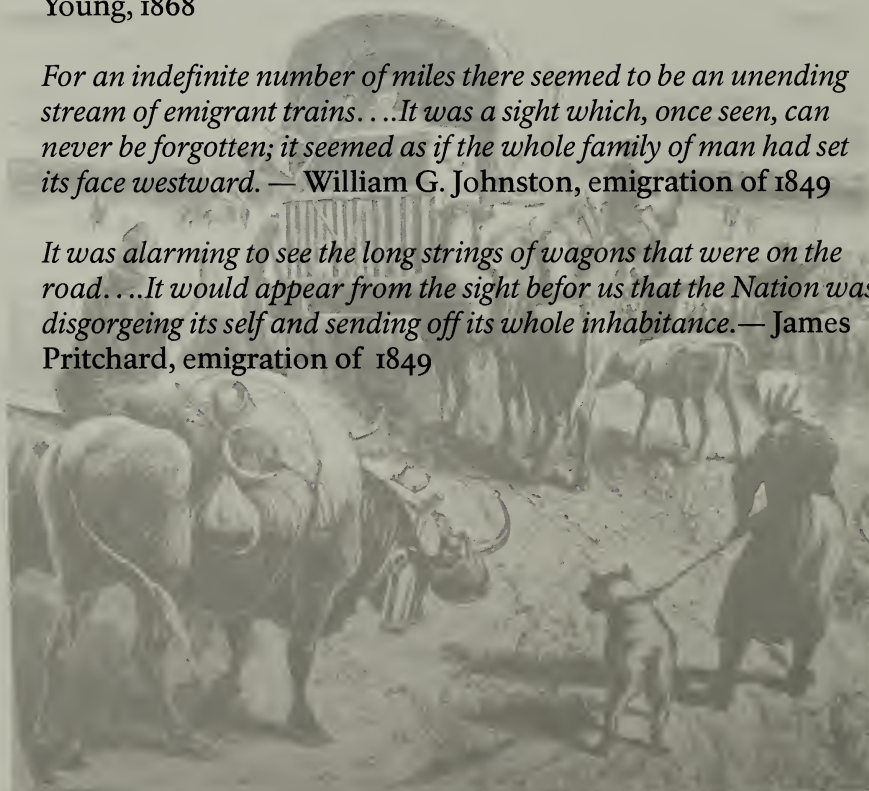 Young, 1868
For an indefinite number of miles there seemed to be an unending
stream of emigrant trains. . . .It was a sight which, once seen, can
never be forgotten; it seemed as if the whole family of man had set
its face westward. — William G. Johnston, emigration of 1849
It was alarming to see the long strings of wagons that were on the
road. . . .It would appear from the sight befor us that the Nation was
disgorgeing its self and sending off its whole inhabitance.— James
Pritchard, emigration of 1849